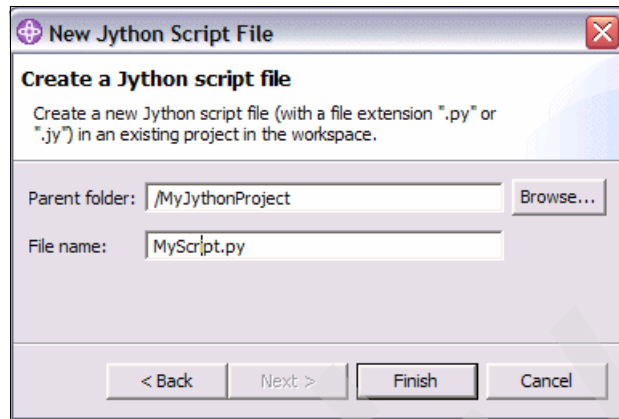 New Jython Script File
Create a Jython script file
Create a new Jython script file (with a file extension ".py" or
".jy") in an existing project in the workspace.
Parent folder: /MyJythonProject Browse...
File name: MyScript.py
< Back Next > Finish Cancel